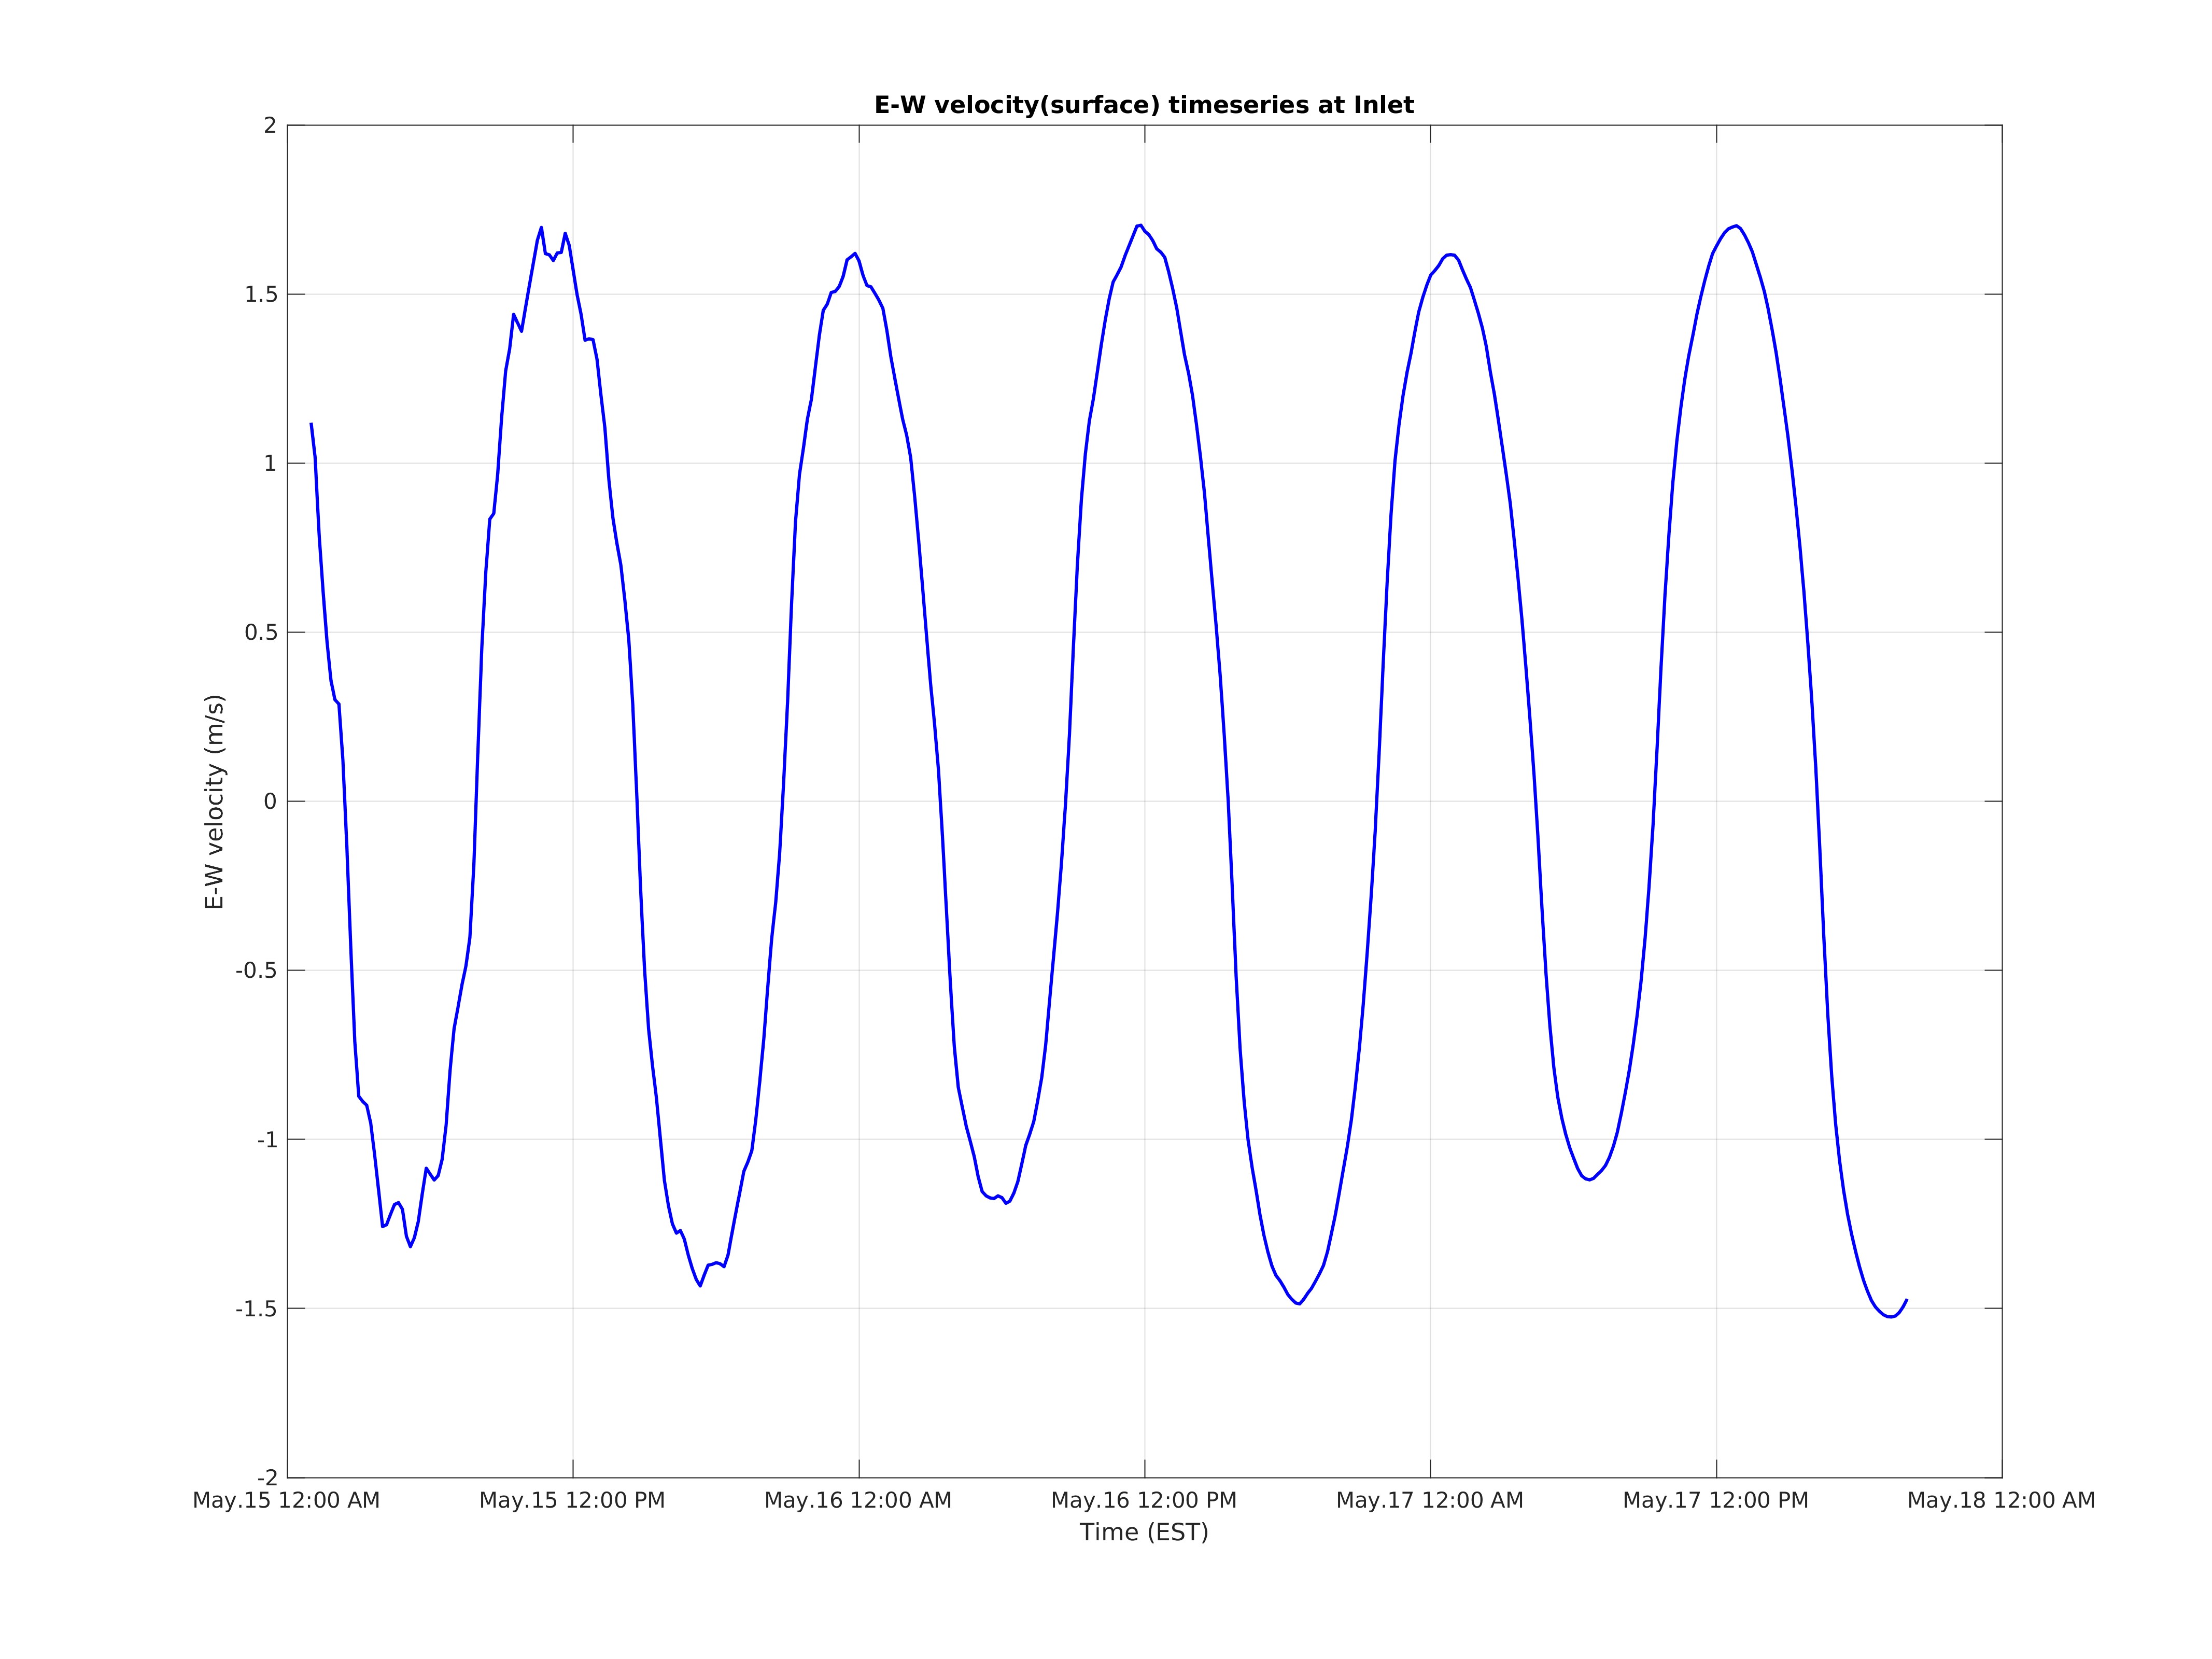 E-W velocity(surface) timeseries at Inlet
2
1.5
1
0.5
0
-0.5
-1
-1.5
-2
E-W velocity (m/s)
May.15 12:00 AM May.15 12:00 PM May.16 12:00 AM May.16 12:00 PM May.17 12:00 AM May.17 12:00 PM May.18 12:00 AM
Time (EST)